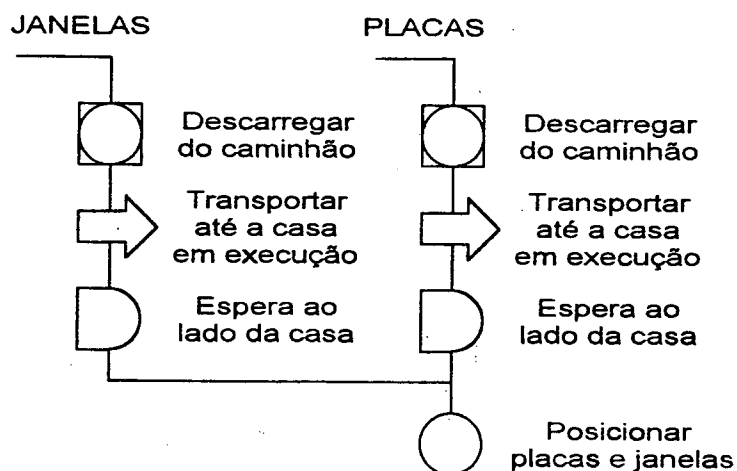 JANELAS
PLACAS
Descarregar
do caminhão
Descarregar
do caminhão
Transportar
até a casa
em execução
Transportar
até a casa
em execução
Espera ao
lado da casa
Espera ao
lado da casa
Posicionar
placas e janelas